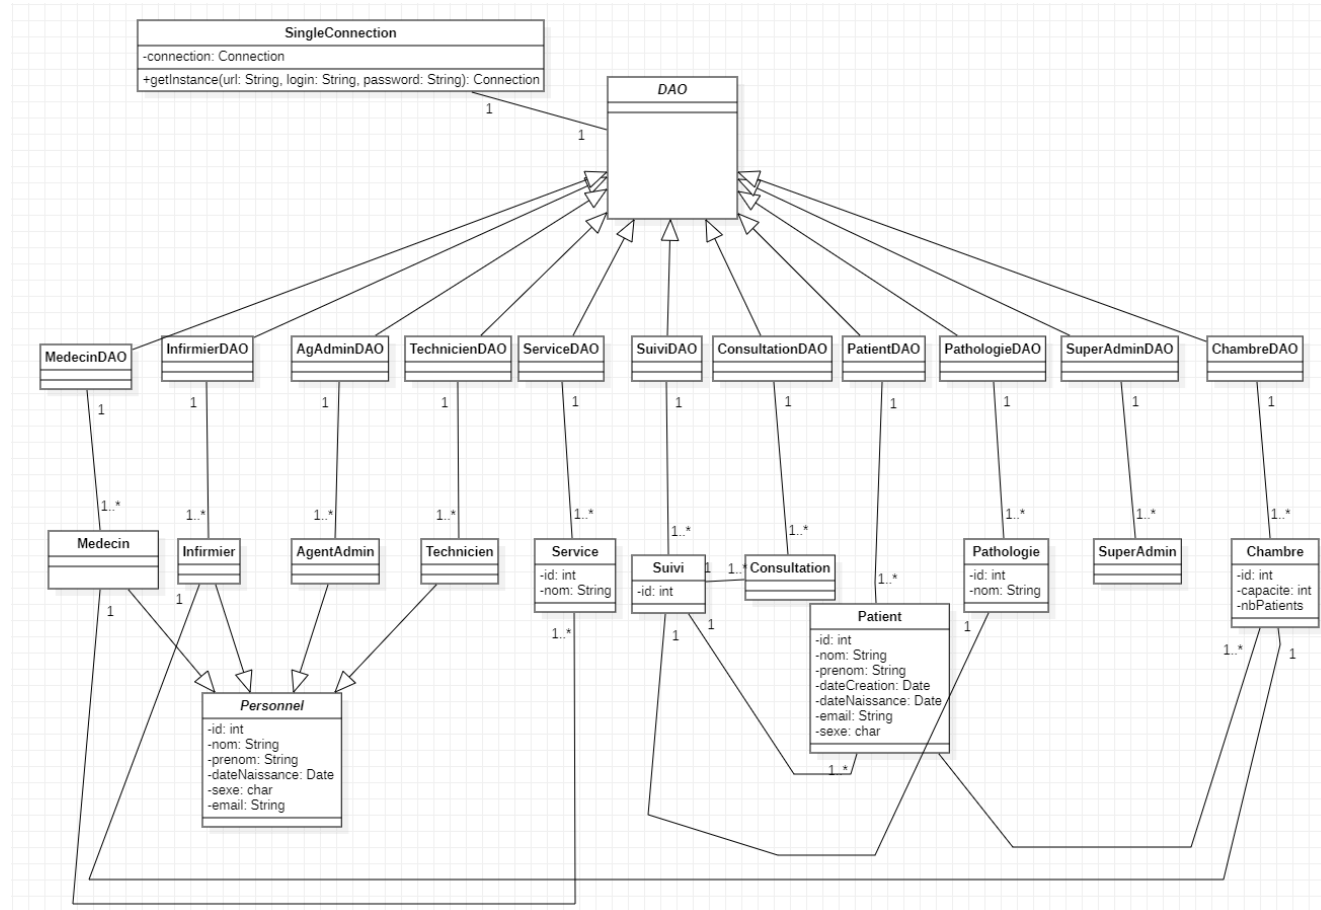 SingleConnection
-connection: Connection
+getInstance(url: String, login: String, password: String): Connection
DAO
1
1
MedecinDAO
InfirmierDAO
AgAdminDAO
TechnicienDAO
ServiceDAO
SuiviDAO
ConsultationDAO
PatientDAO
PathologieDAO
SuperAdminDAO
ChambreDAO
1
1
1
1
1
1
1
1
1
1
1
1..*
1..*
1..*
1..*
1..*
1..*
1..*
1..*
1..*
1..*
1..*
Medecin
Infirmier
AgentAdmin
Technicien
Service
-id: int
-nom: String
Suivi
-id: int
1
1..*
Consultation
Pathologie
-id: int
-nom: String
SuperAdmin
Chambre
-id: int
-capacite: int
-nbPatients
Patient
-id: int
-nom: String
-prenom: String
-dateCreation: Date
-dateNaissance: Date
-email: String
-sexe: char
1
1
1..*
1
1
1
1..*
1
1..*
Personnel
-id: int
-nom: String
-prenom: String
-dateNaissance: Date
-sexe: char
-email: String